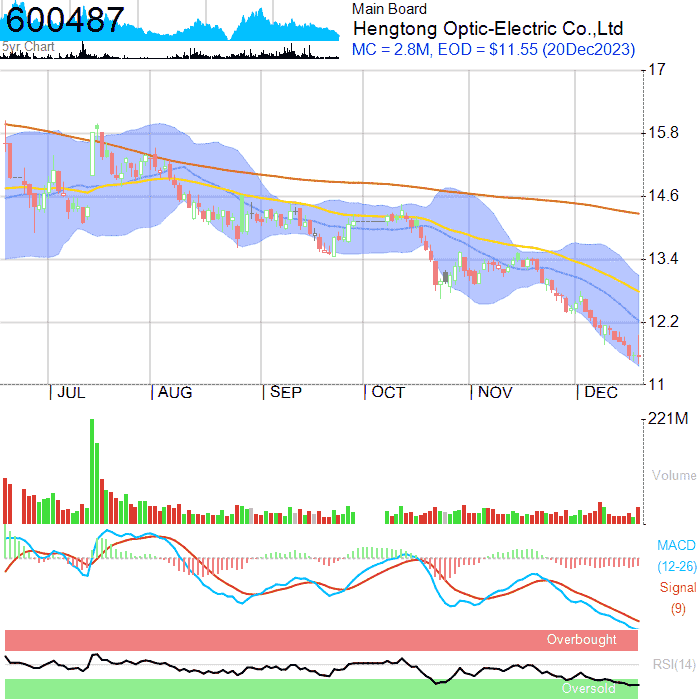 600487
5yr Chart
Main Board
Hengtong Optic-Electric Co.,Ltd
MC = 2.8M, EOD = $11.55 (20Dec2023)
17
15.8
14.6
13.4
12.2
11
JUL AUG SEP OCT NOV DEC
221M
Volume
MACD
(12-26)
Signal
(9)
Overbought
RSI(14)
Oversold